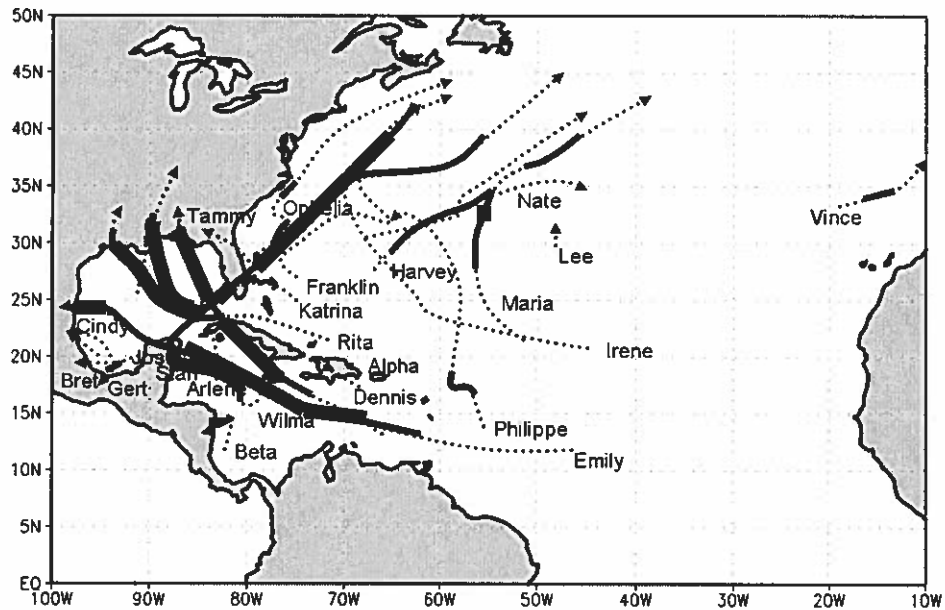 50N
45N
40N
35N
30N
25N
20N
15N
10N
5N
EQ
Tammy
Ophelia
Nate
Vince
Lee
Harvey
Franklin
Katrina
Maria
Cindy
Rita
Irene
Jose
Stan
Alpha
Bret
Gert
Arlene
Dennis
Wilma
Philippe
Beta
Emily
100W 90W 80W 70W 60W 50W 40W 30W 20W 10W